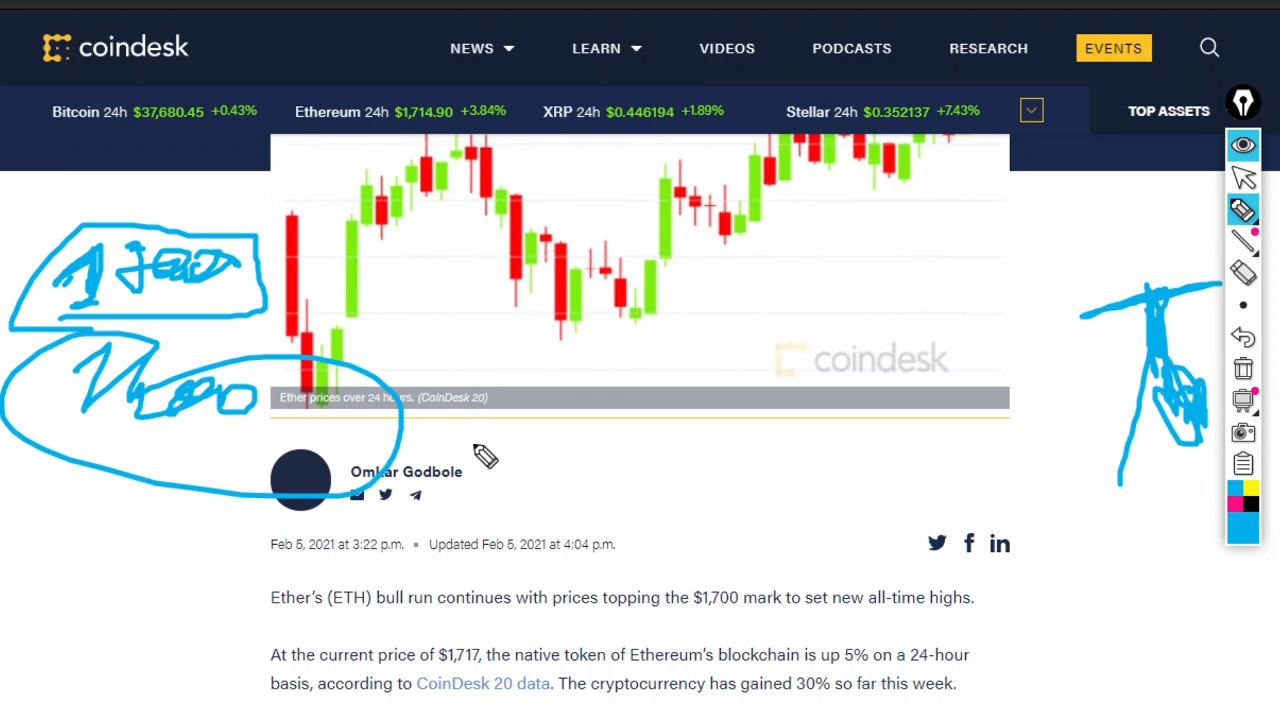 coindesk NEWS LEARN VIDEOS PODCASTS RESEARCH EVENTS
Bitcoin 24h $37,680.45 +0.43% Ethereum 24h $1,714.90 +3.84% XRP 24h $0.446194 +1.89% Stellar 24h $0.352137 +7.43% TOP ASSETS
coindesk
Ether prices over 24 hours. (CoinDesk 20)
Omkar Godbole
Feb 5, 2021 at 3:22 p.m. Updated Feb 5, 2021 at 4:04 p.m.
Ether's (ETH) bull run continues with prices topping the $1,700 mark to set new all-time highs.
At the current price of $1,717, the native token of Ethereum's blockchain is up 5% on a 24-hour
basis, according to CoinDesk 20 data. The cryptocurrency has gained 30% so far this week.